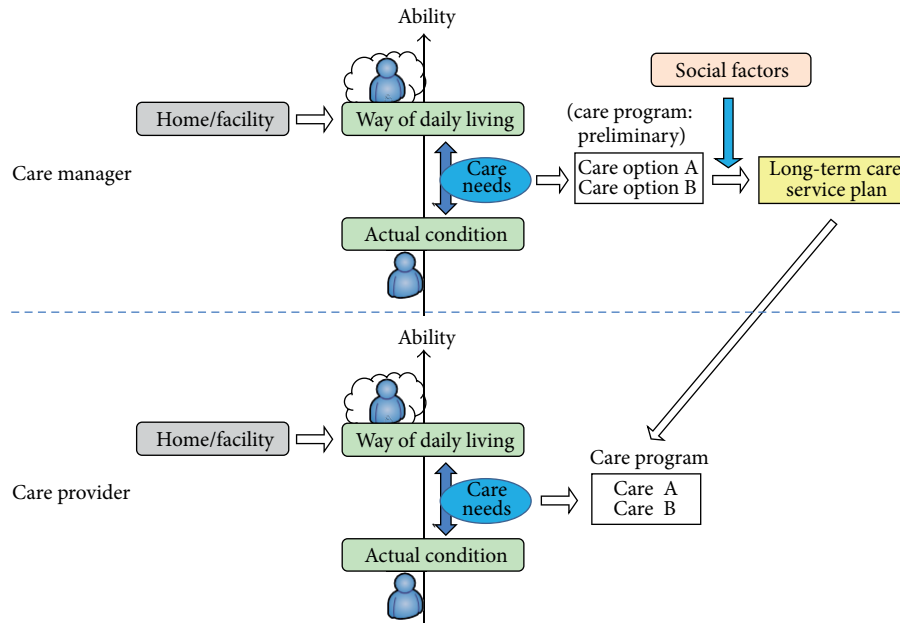 Ability
Social factors
Home/facility
Way of daily living
(care program:
preliminary)
Care manager
Care
needs
Care option A
Care option B
Long-term care
service plan
Actual condition
Ability
Home/facility
Way of daily living
Care program
Care provider
Care
needs
Care A
Care B
Actual condition